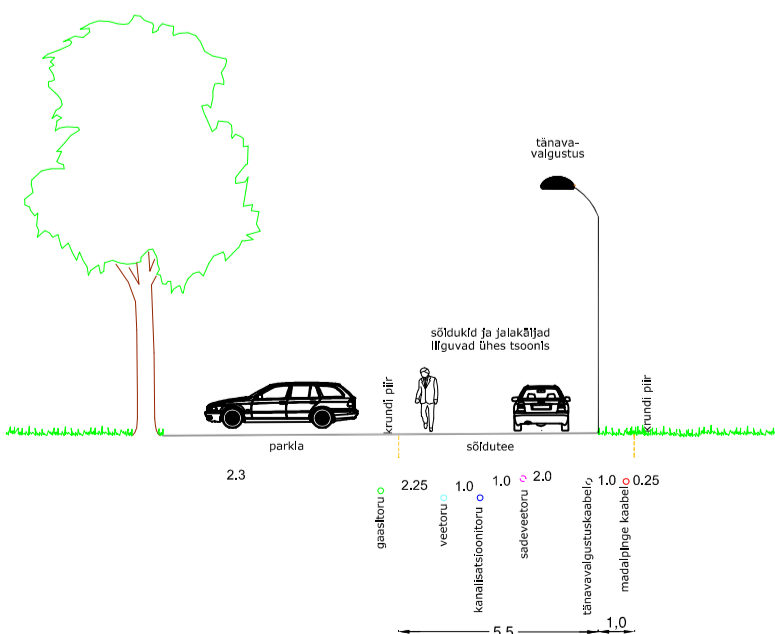 tänava-
valgustus
sõidukid ja jalakäijad
liiguvad ühes tsoonis
krundi piir
krundi piir
parkla
sõidutee
2.3
gaasitoru
2.25
veetoru
1.0
kanalisatsioonitoru
1.0
sadeveetoru
2.0
tänavavalgustuskaabel
1.0
madalpinge kaabel
0.25
5.5
1,0